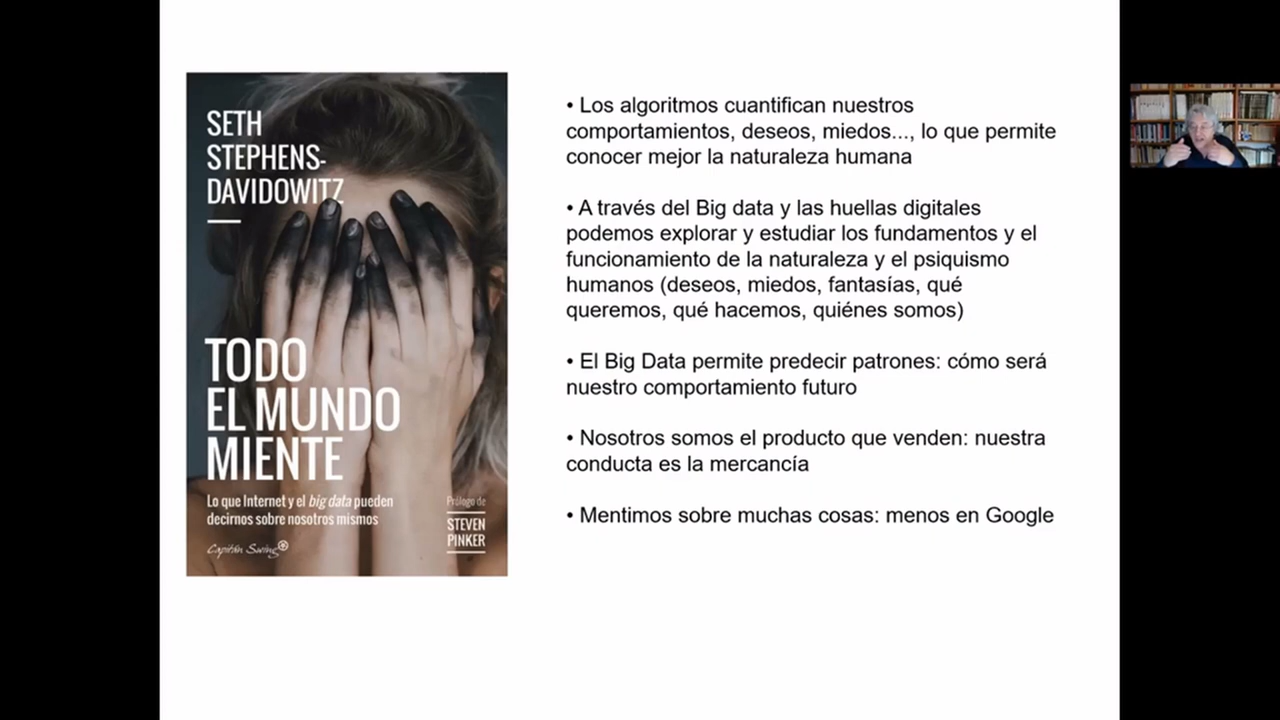 SETH
STEPHENS-
DAVIDOWITZ
TODO
EL MUNDO
MIENTE
Lo que Internet y el big data pueden
decirnos sobre nosotros mismos
Capitán Swing
Prólogo de
STEVEN
PINKER
• Los algoritmos cuantifican nuestros
comportamientos, deseos, miedos..., lo que permite
conocer mejor la naturaleza humana
• A través del Big data y las huellas digitales
podemos explorar y estudiar los fundamentos y el
funcionamiento de la naturaleza y el psiquismo
humanos (deseos, miedos, fantasías, qué
queremos, qué hacemos, quiénes somos)
• El Big Data permite predecir patrones: cómo será
nuestro comportamiento futuro
• Nosotros somos el producto que venden: nuestra
conducta es la mercancía
• Mentimos sobre muchas cosas: menos en Google